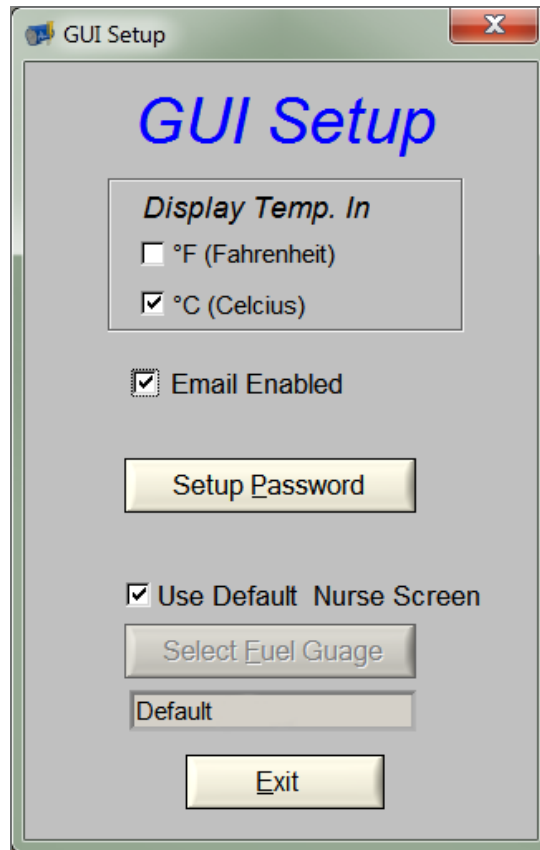 GUI Setup
GUI Setup
Display Temp. In
°F (Fahrenheit)
°C (Celcius)
Email Enabled
Setup Password
Use Default Nurse Screen
Select Fuel Guage
Default
Exit